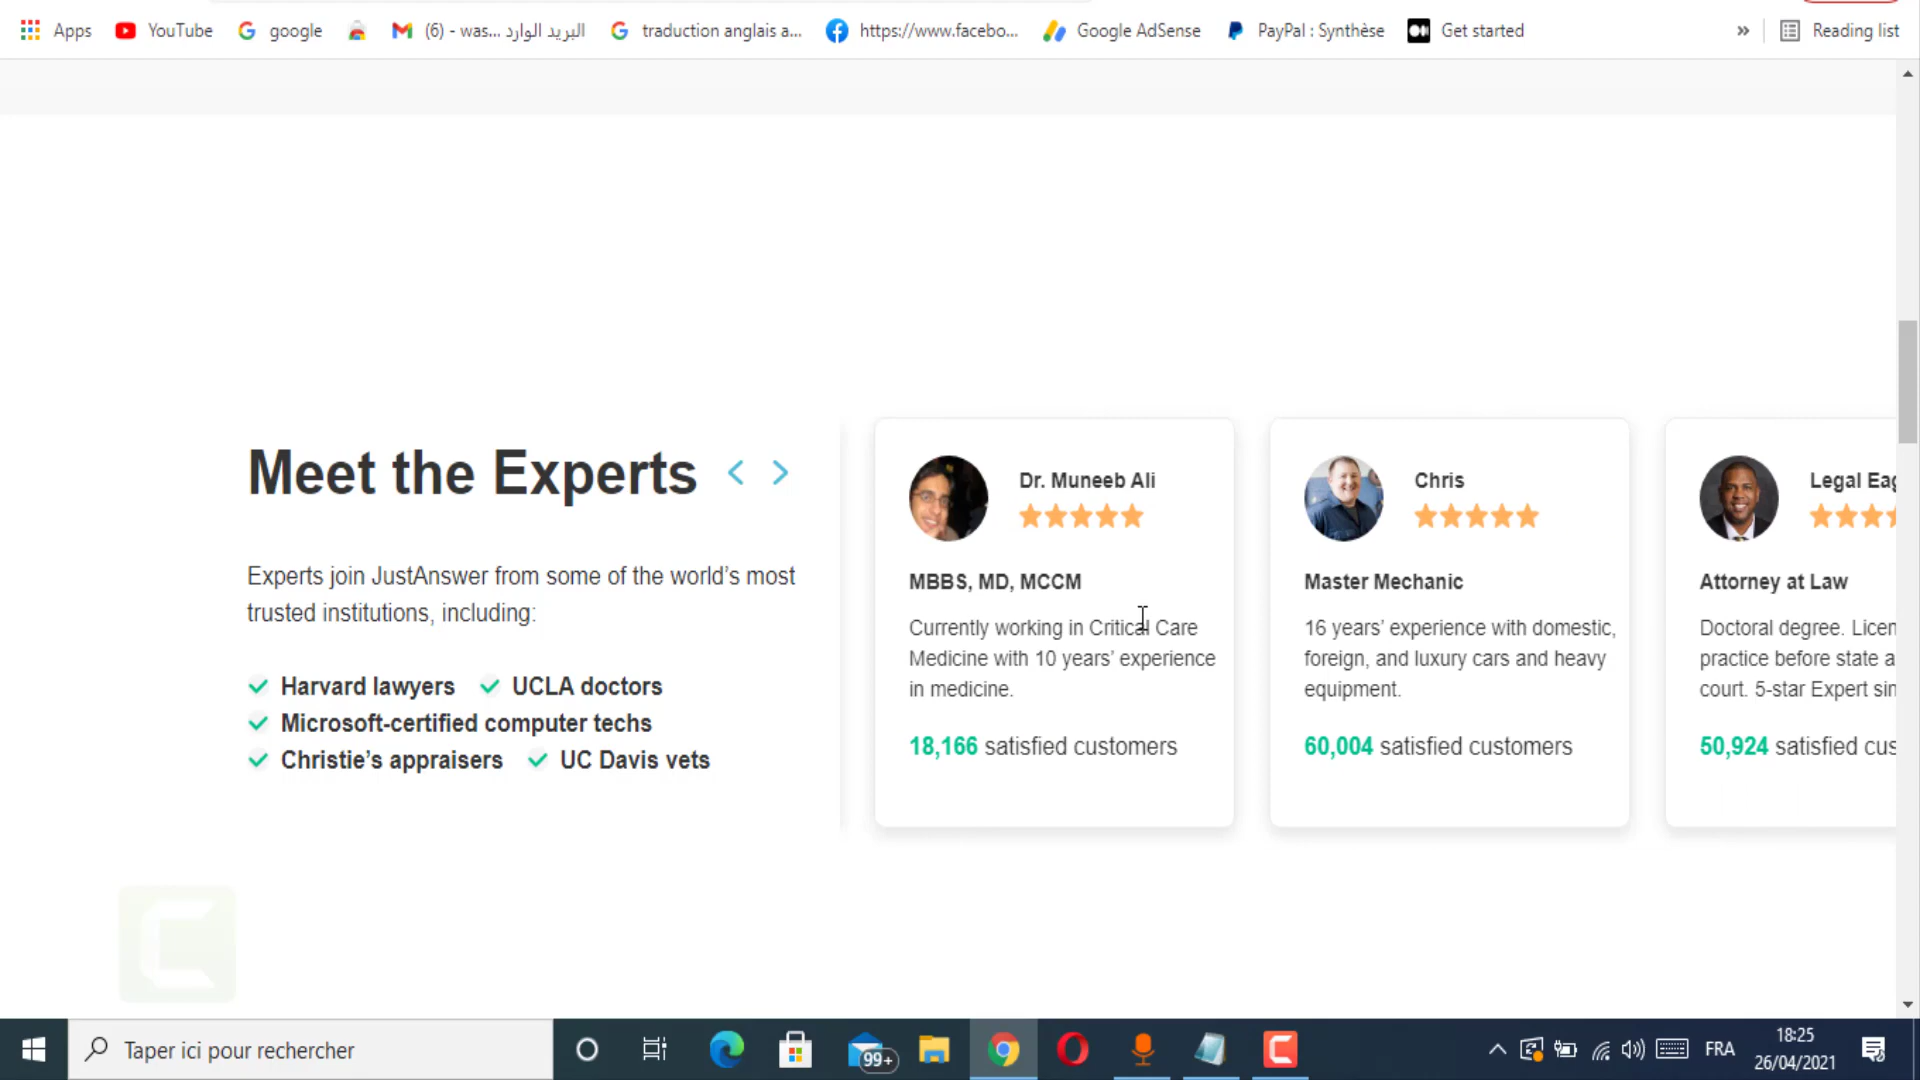 Apps YouTube google (6) - was... البريد الوارد traduction anglais a... https://www.facebo... Google AdSense PayPal : Synthèse Get started » Reading list
Meet the Experts
Experts join JustAnswer from some of the world's most
trusted institutions, including:
Harvard lawyers UCLA doctors
Microsoft-certified computer techs
Christie's appraisers UC Davis vets
Dr. Muneeb Ali
MBBS, MD, MCCM
Currently working in Critical Care
Medicine with 10 years' experience
in medicine.
18,166 satisfied customers
Chris
Master Mechanic
16 years' experience with domestic,
foreign, and luxury cars and heavy
equipment.
60,004 satisfied customers
Legal Eag
Attorney at Law
Doctoral degree. Licen
practice before state a
court. 5-star Expert sin
50,924 satisfied cus
Taper ici pour rechercher
99+
FRA
18:25
26/04/2021